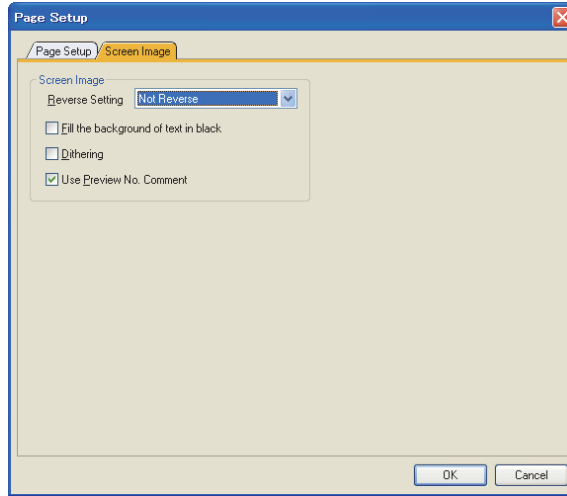 Page Setup
Page Setup Screen Image
Screen Image
Reverse Setting Not Reverse
Fill the background of text in black
Dithering
Use Preview No. Comment
OK Cancel